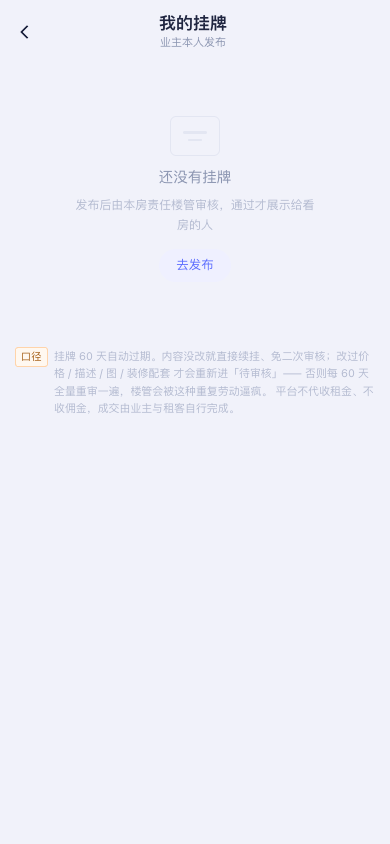 我的挂牌
业主本人发布
还没有挂牌
发布后由本房责任楼管审核，通过才展示给看
房的人
去发布
口径
挂牌 60 天自动过期。内容没改就直接续挂、免二次审核；改过价
格 / 描述 / 图 / 装修配套 才会重新进「待审核」—— 否则每 60 天
全量重审一遍，楼管会被这种重复劳动逼疯。 平台不代收租金、不
收佣金，成交由业主与租客自行完成。